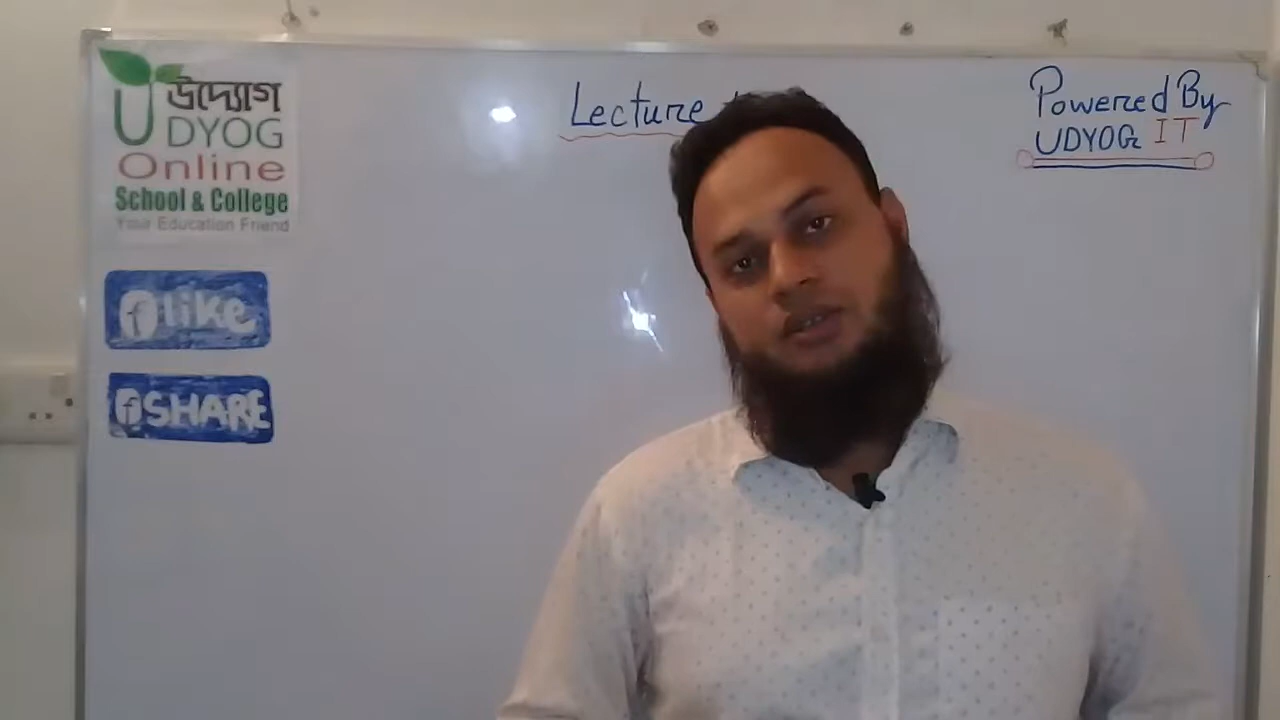 উদ্যোগ
UDYOG
Online
School & College
Your Education Friend
f like
f SHARE
Lecture
Powered By
UDYOG IT